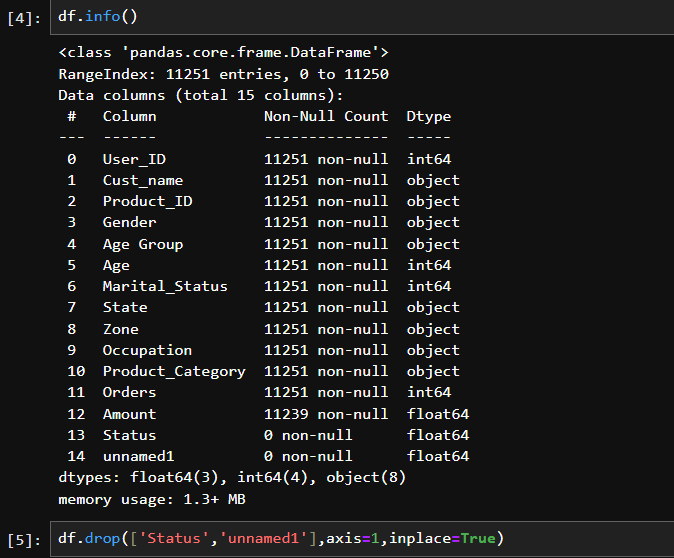 [4]: df.info()
<class 'pandas.core.frame.DataFrame'>
RangeIndex: 11251 entries, 0 to 11250
Data columns (total 15 columns):
 #   Column            Non-Null Count  Dtype
---  ------            --------------  -----
 0   User_ID           11251 non-null  int64
 1   Cust_name         11251 non-null  object
 2   Product_ID        11251 non-null  object
 3   Gender            11251 non-null  object
 4   Age Group         11251 non-null  object
 5   Age               11251 non-null  int64
 6   Marital_Status    11251 non-null  int64
 7   State             11251 non-null  object
 8   Zone              11251 non-null  object
 9   Occupation        11251 non-null  object
 10  Product_Category  11251 non-null  object
 11  Orders            11251 non-null  int64
 12  Amount            11239 non-null  float64
 13  Status            0 non-null      float64
 14  unnamed1          0 non-null      float64
dtypes: float64(3), int64(4), object(8)
memory usage: 1.3+ MB
[5]: df.drop(['Status','unnamed1'],axis=1,inplace=True)